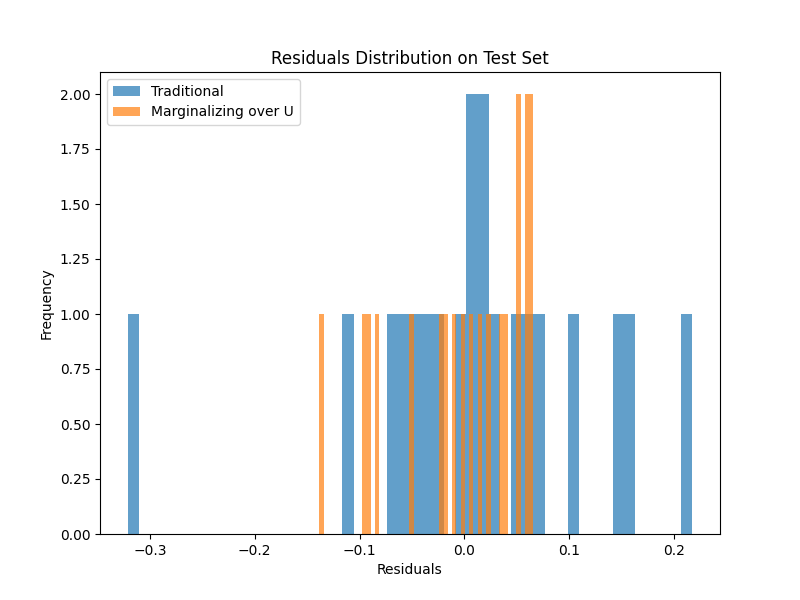 Residuals Distribution on Test Set
Traditional
Marginalizing over U
2.00
1.75
1.50
1.25
1.00
0.75
0.50
0.25
0.00
Frequency
−0.3 −0.2 −0.1 0.0 0.1 0.2
Residuals